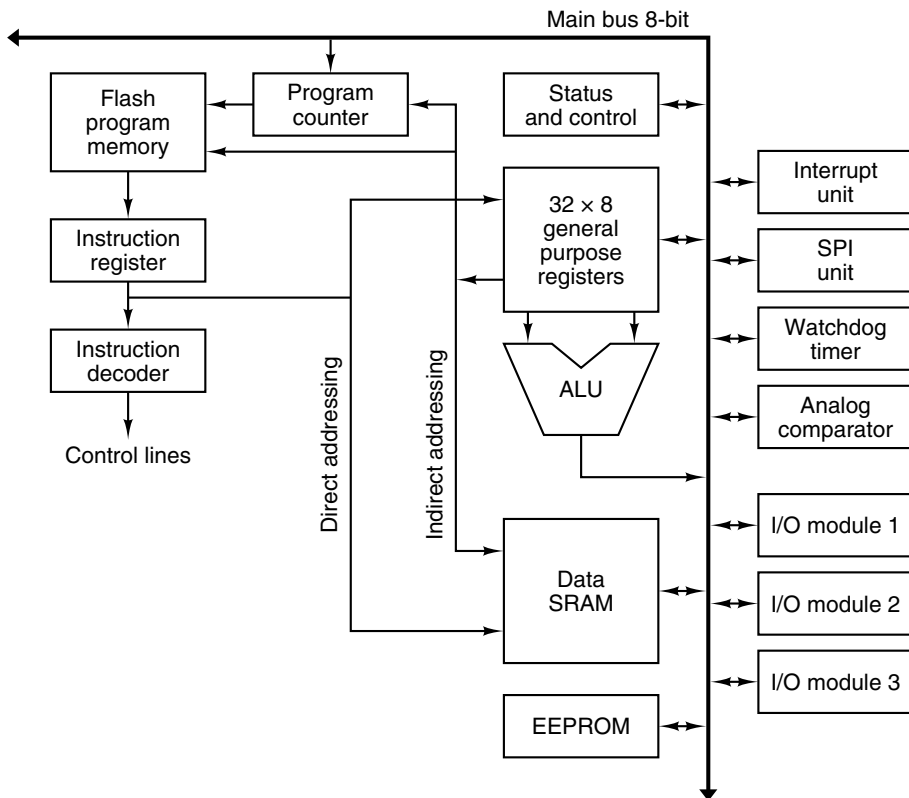 Main bus 8-bit
Flash
program
memory
Program
counter
Status
and control
Interrupt
unit
32 × 8
general
purpose
registers
Instruction
register
SPI
unit
Instruction
decoder
Watchdog
timer
ALU
Analog
comparator
Control lines
Direct addressing
Indirect addressing
I/O module 1
Data
SRAM
I/O module 2
I/O module 3
EEPROM